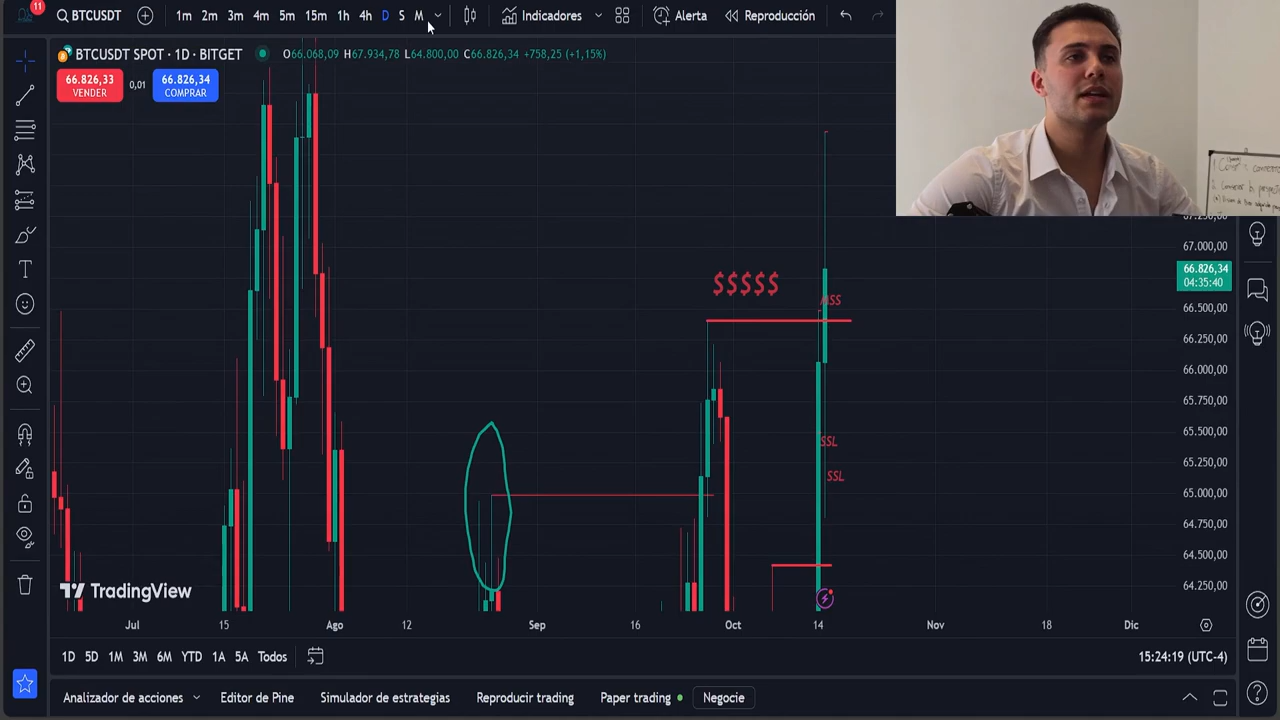 11
BTCUSDT
1m 2m 3m 4m 5m 15m 1h 4h D S M
Indicadores
Alerta
Reproducción
BTCUSDT SPOT · 1D · BITGET
O66.068,09 H67.934,78 L64.800,00 C66.826,34 +758,25 (+1,15%)
66.826,33
VENDER
0,01
66.826,34
COMPRAR
67.250,00
67.000,00
66.826,34
04:35:40
66.500,00
66.250,00
66.000,00
65.750,00
65.500,00
65.250,00
65.000,00
64.750,00
64.500,00
64.250,00
$$$$$
MSS
SSL
SSL
TradingView
Jul 15 Ago 12 Sep 16 Oct 14 Nov 18 Dic
1D 5D 1M 3M 6M YTD 1A 5A Todos
15:24:19 (UTC-4)
Analizador de acciones
Editor de Pine
Simulador de estrategias
Reproducir trading
Paper trading
Negocie